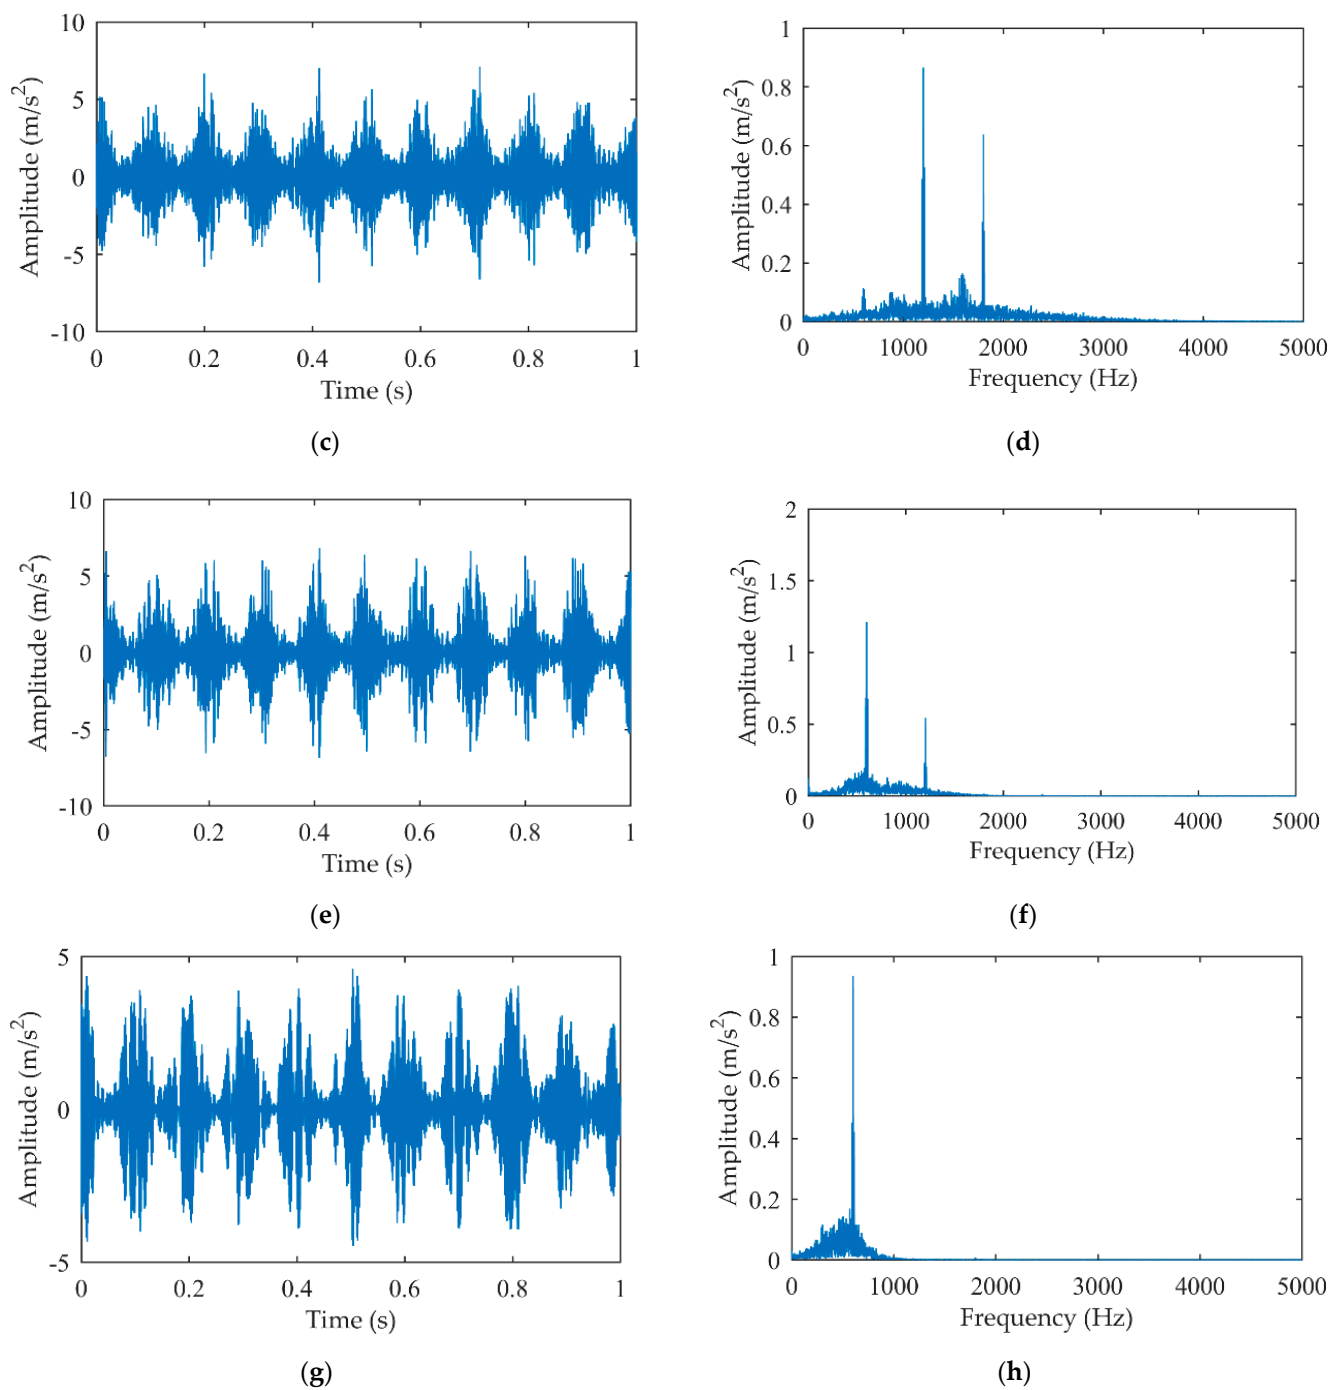 10
5
0
-5
-10
Amplitude (m/s²)
0 0.2 0.4 0.6 0.8 1
Time (s)
(c)
1
0.8
0.6
0.4
0.2
0
Amplitude (m/s²)
0 1000 2000 3000 4000 5000
Frequency (Hz)
(d)
10
5
0
-5
-10
Amplitude (m/s²)
0 0.2 0.4 0.6 0.8 1
Time (s)
(e)
2
1.5
1
0.5
0
Amplitude (m/s²)
0 1000 2000 3000 4000 5000
Frequency (Hz)
(f)
5
0
-5
Amplitude (m/s²)
0 0.2 0.4 0.6 0.8 1
Time (s)
(g)
1
0.8
0.6
0.4
0.2
0
Amplitude (m/s²)
0 1000 2000 3000 4000 5000
Frequency (Hz)
(h)